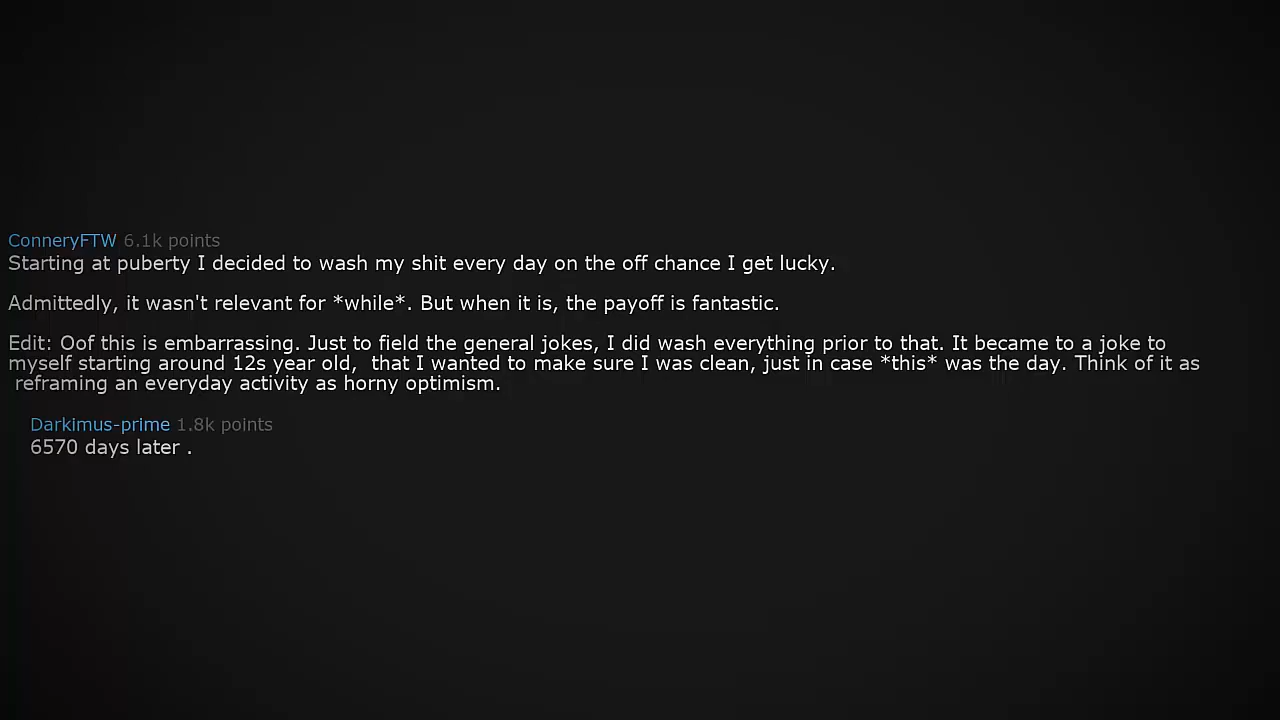 ConneryFTW 6.1k points
Starting at puberty I decided to wash my shit every day on the off chance I get lucky.
Admittedly, it wasn't relevant for *while*. But when it is, the payoff is fantastic.
Edit: Oof this is embarrassing. Just to field the general jokes, I did wash everything prior to that. It became to a joke to
myself starting around 12s year old,  that I wanted to make sure I was clean, just in case *this* was the day. Think of it as
reframing an everyday activity as horny optimism.
Darkimus-prime 1.8k points
6570 days later .